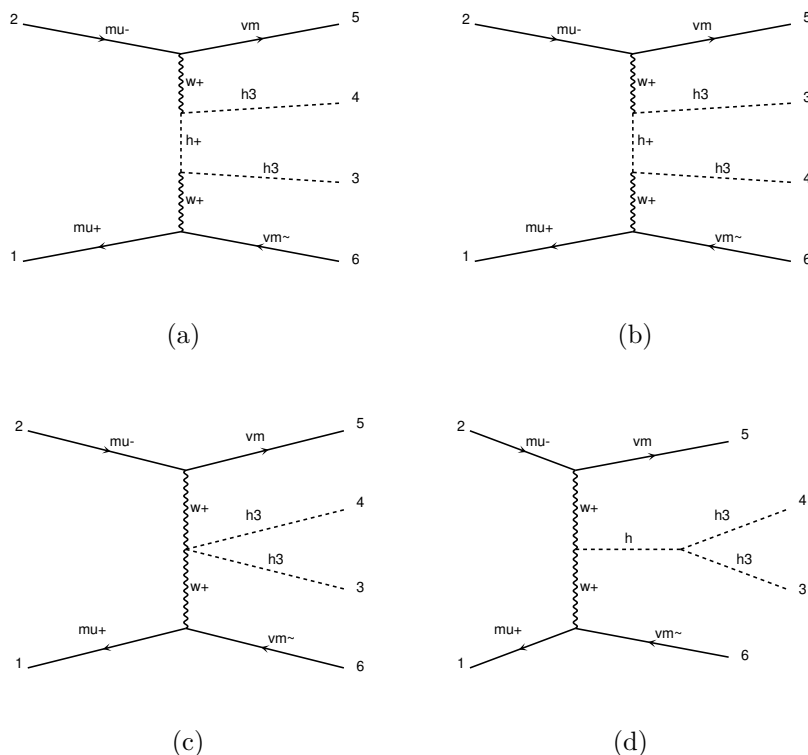 2 mu- vm 5
w+ h3 4
h+
h3 3
w+
1 mu+ vm~ 6
(a)
2 mu- vm 5
w+ h3 3
h+
h3 4
w+
1 mu+ vm~ 6
(b)
2 mu- vm 5
w+ h3 4
h3 3
w+
1 mu+ vm~ 6
(c)
2 mu- vm 5
w+ h3 4
h
w+ h3 3
1 mu+ vm~ 6
(d)